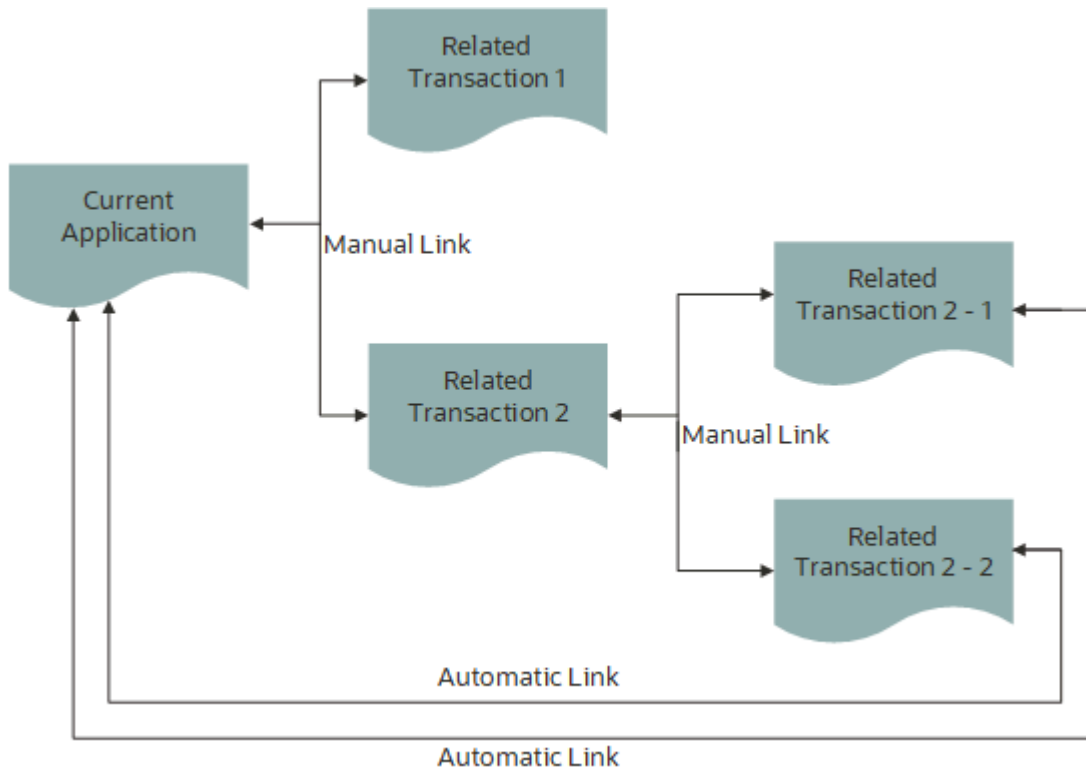 Related
Transaction 1
Current
Application
Manual Link
Related
Transaction 2 - 1
Related
Transaction 2
Manual Link
Related
Transaction 2 - 2
Automatic Link
Automatic Link